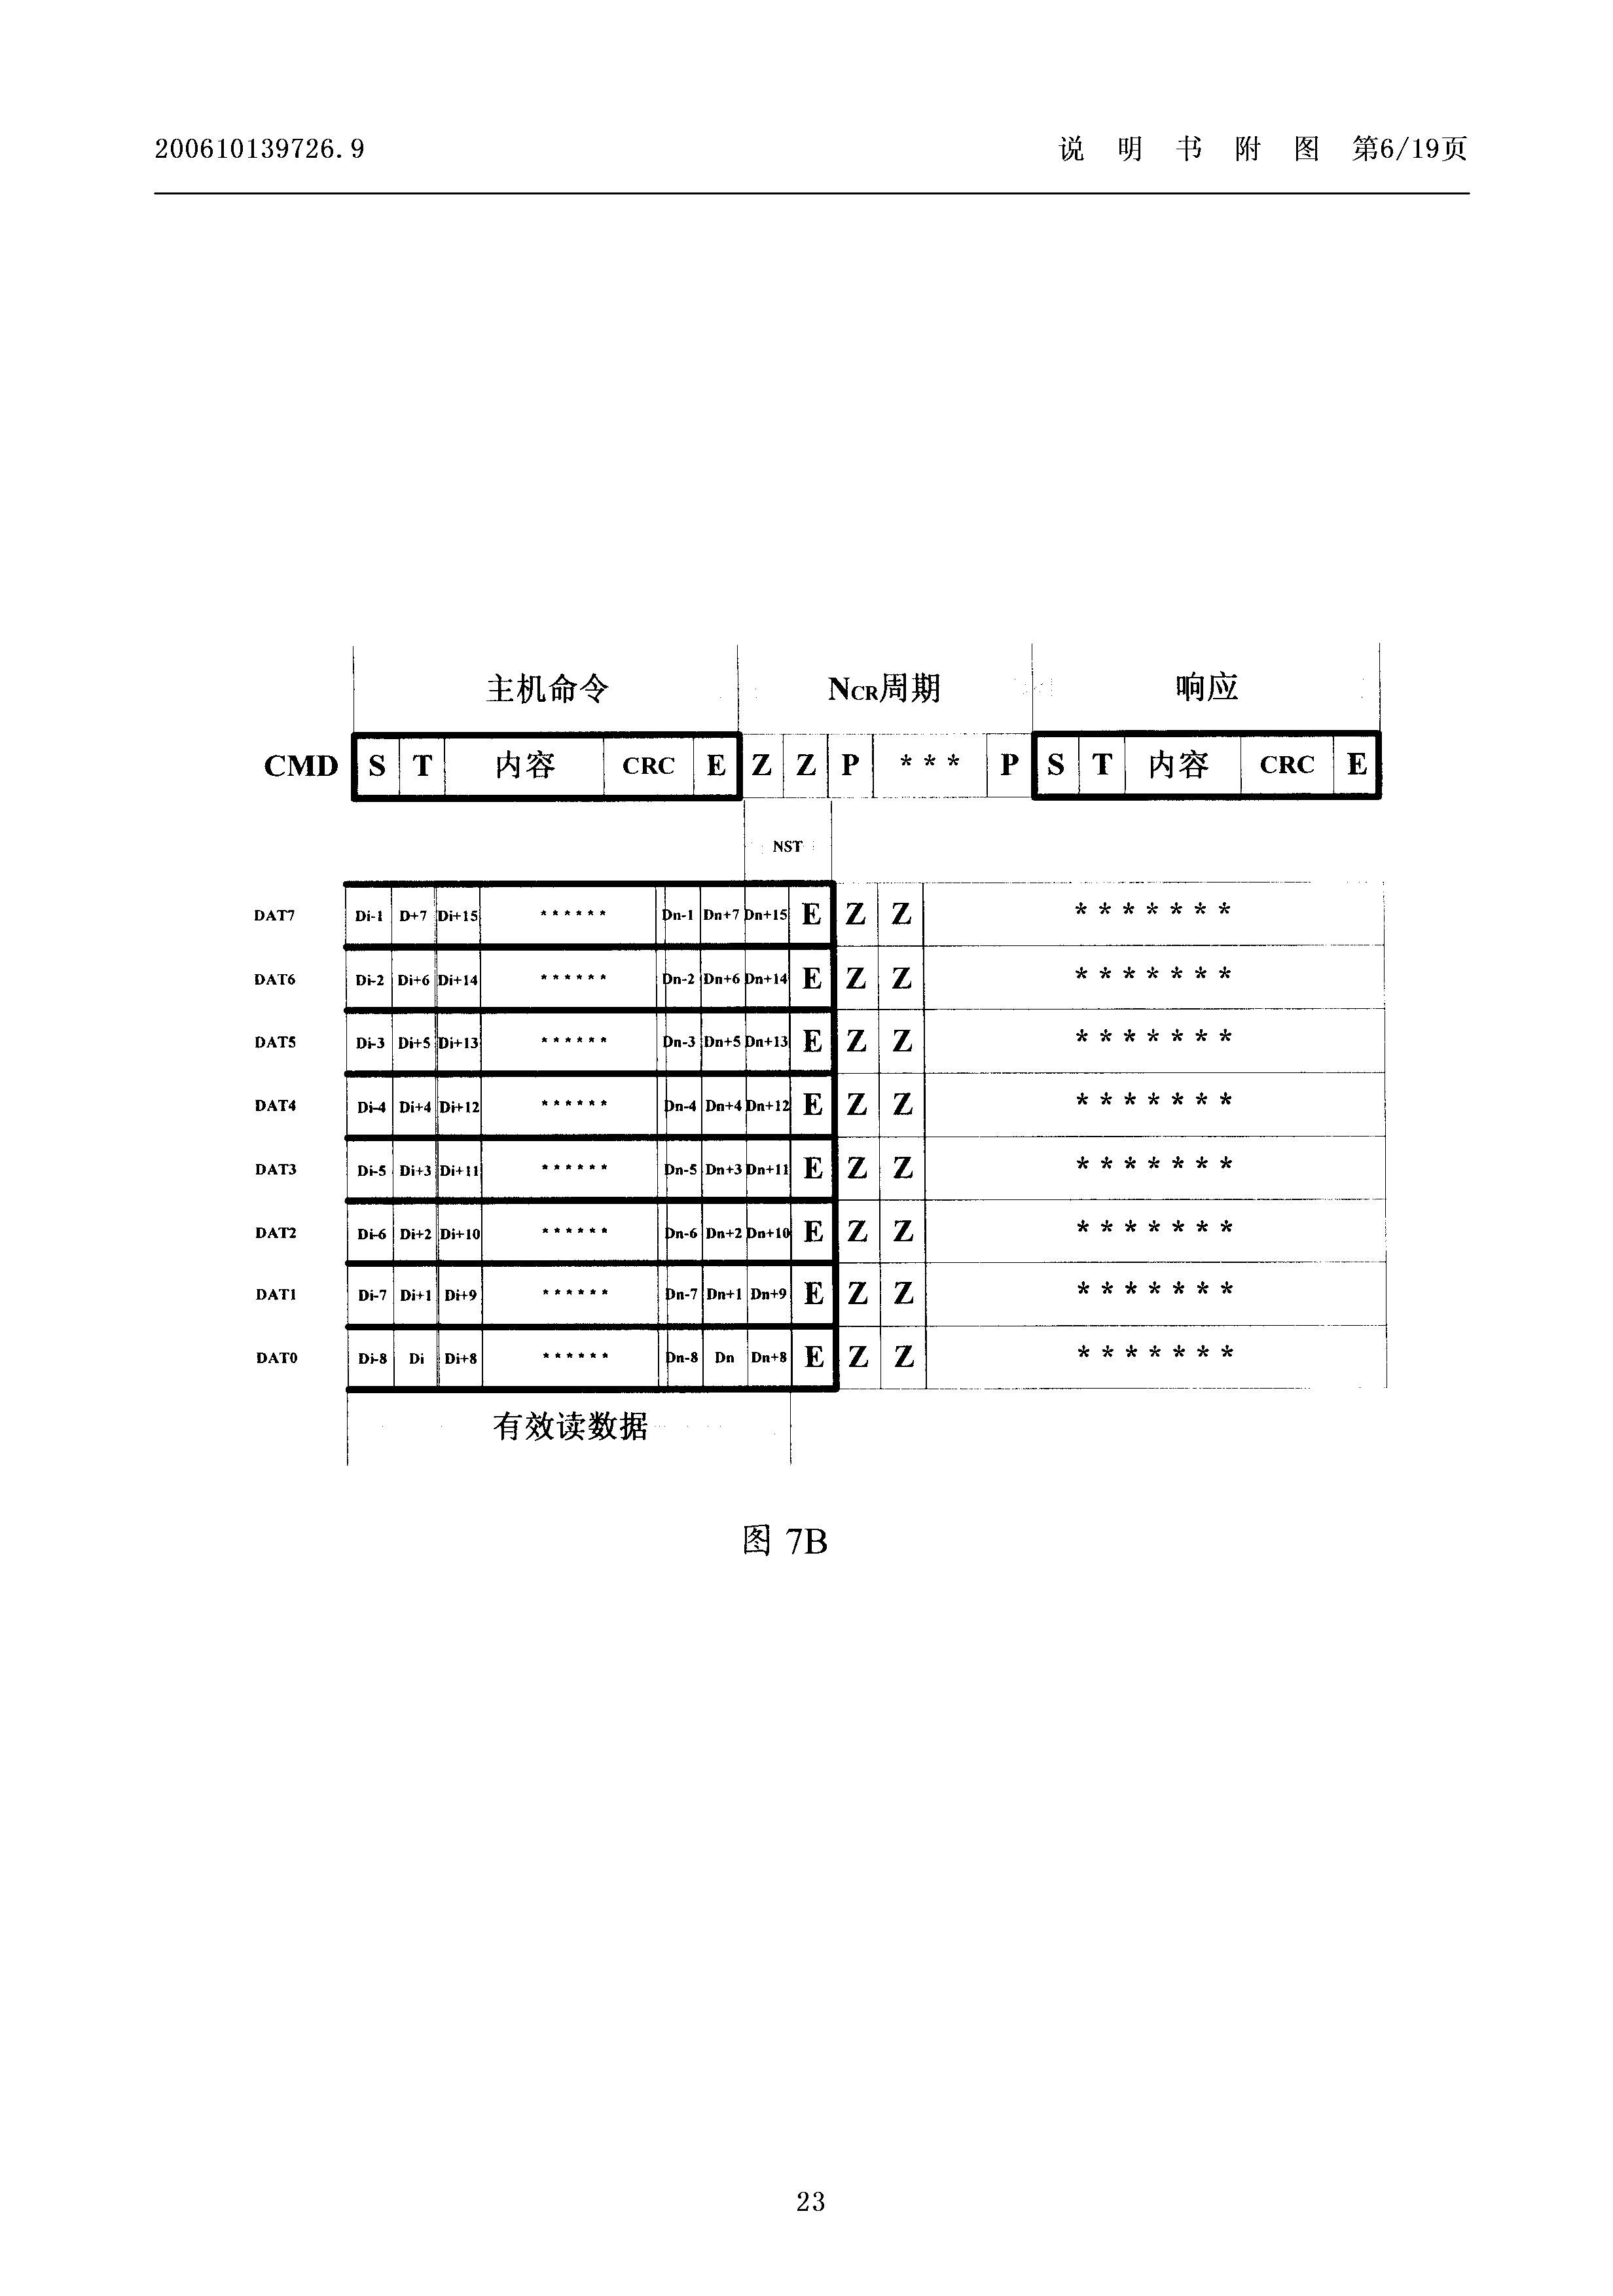 200610139726.9 说 明 书 附 图 第6/19页
主机命令 NCR周期 响应
CMD S T 内容 CRC E Z Z P *** P S T 内容 CRC E
NST
DAT7 Di-1 D+7 Di+15 ****** Dn-1 Dn+7 Dn+15 E Z Z *******
DAT6 Di-2 Di+6 Di+14 ****** Dn-2 Dn+6 Dn+14 E Z Z *******
DAT5 Di-3 Di+5 Di+13 ****** Dn-3 Dn+5 Dn+13 E Z Z *******
DAT4 Di-4 Di+4 Di+12 ****** Dn-4 Dn+4 Dn+12 E Z Z *******
DAT3 Di-5 Di+3 Di+11 ****** Dn-5 Dn+3 Dn+11 E Z Z *******
DAT2 Di-6 Di+2 Di+10 ****** Dn-6 Dn+2 Dn+10 E Z Z *******
DAT1 Di-7 Di+1 Di+9 ****** Dn-7 Dn+1 Dn+9 E Z Z *******
DAT0 Di-8 Di Di+8 ****** Dn-8 Dn Dn+8 E Z Z *******
有效读数据
图 7B
23